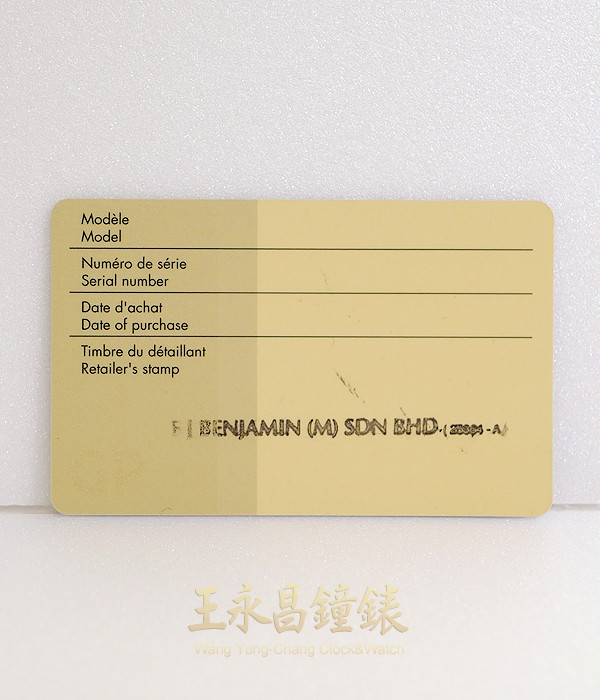 Modèle
Model
Numéro de série
Serial number
Date d'achat
Date of purchase
Timbre du détaillant
Retailer's stamp
BENJAMIN (M) SDN BHD.
王永昌鐘錶
Wang Yung-Chang Clock&Watch